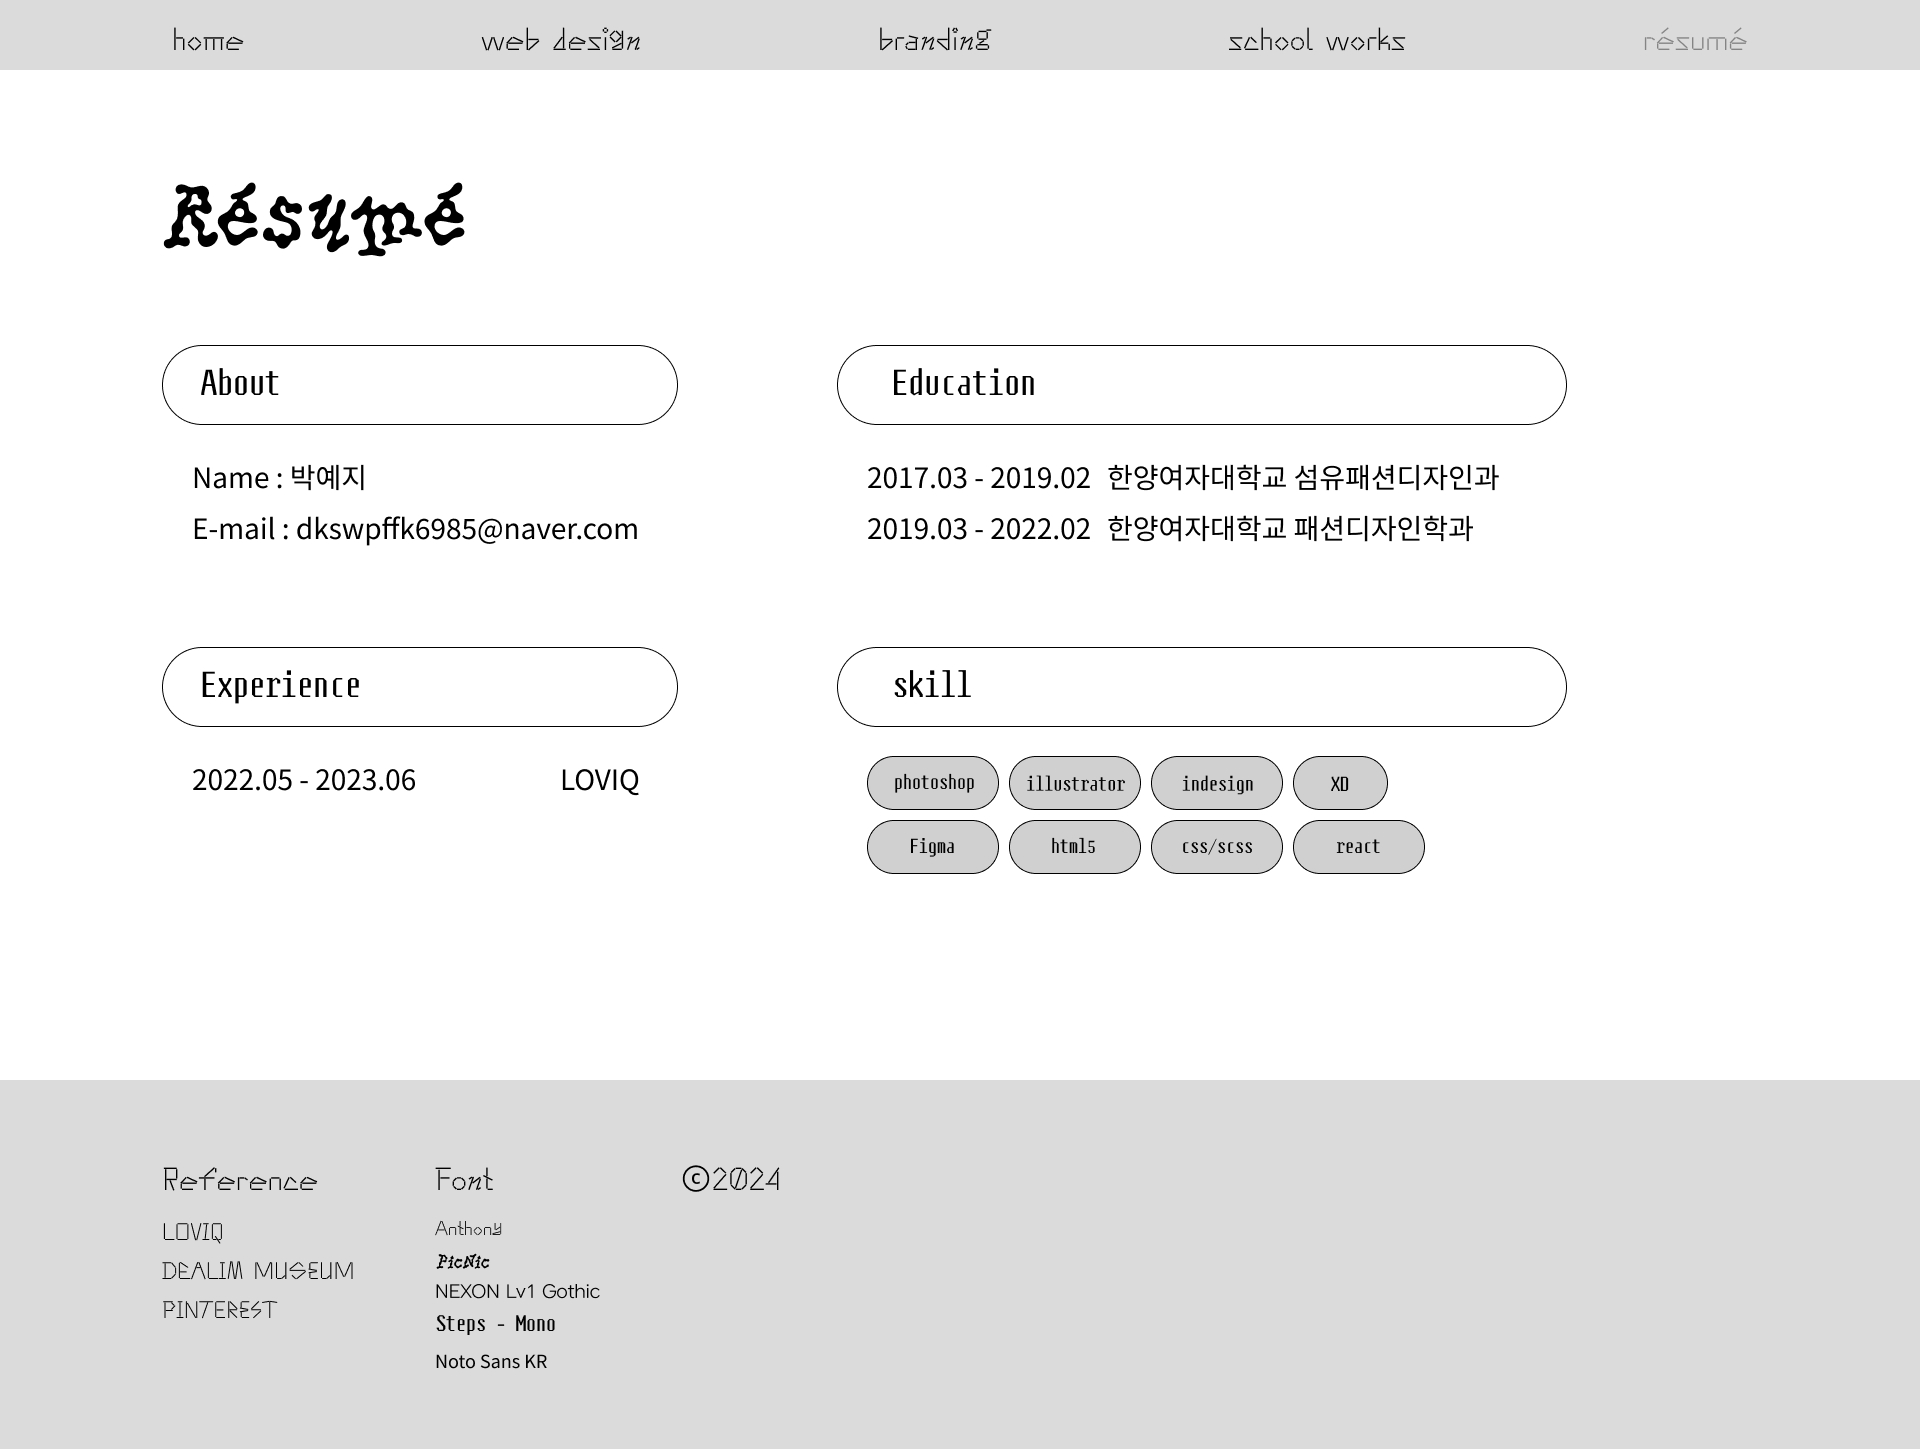 home web design branding school works résumé
Résumé
About
Name : 박예지
E-mail : dkswpffk6985@naver.com
Education
2017.03 - 2019.02 한양여자대학교 섬유패션디자인과
2019.03 - 2022.02 한양여자대학교 패션디자인학과
Experience
2022.05 - 2023.06 LOVIQ
skill
photoshop illustrator indesign XD
Figma html5 css/scss react
Reference
LOVIQ
DEALIM MUSEUM
PINTEREST
Font
Anthony
PicNic
NEXON Lv1 Gothic
Steps - Mono
Noto Sans KR
©2024